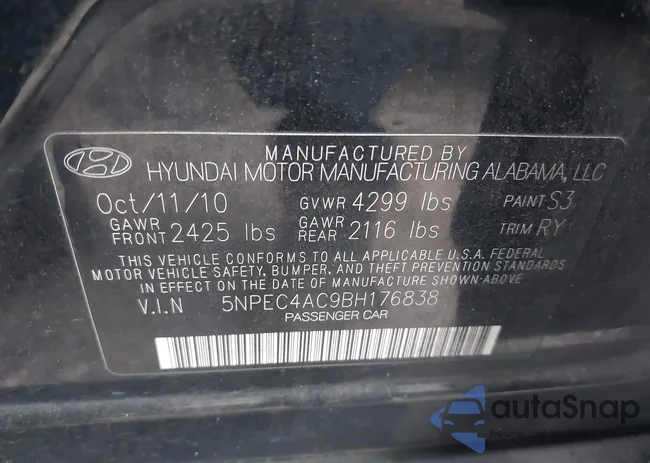 MANUFACTURED BY
HYUNDAI MOTOR MANUFACTURING ALABAMA, LLC
Oct/11/10 GVWR 4299 lbs PAINT S3
GAWR FRONT 2425 lbs GAWR REAR 2116 lbs TRIM RY
THIS VEHICLE CONFORMS TO ALL APPLICABLE U.S.A. FEDERAL
MOTOR VEHICLE SAFETY, BUMPER, AND THEFT PREVENTION STANDARDS
IN EFFECT ON THE DATE OF MANUFACTURE SHOWN-ABOVE
V.I.N 5NPEC4AC9BH176838
PASSENGER CAR
autaSnap